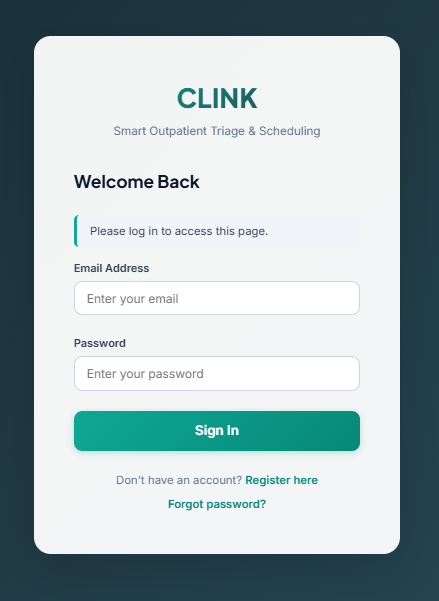 CLINK
Smart Outpatient Triage & Scheduling
Welcome Back
Please log in to access this page.
Email Address
Enter your email
Password
Enter your password
Sign In
Don't have an account? Register here
Forgot password?